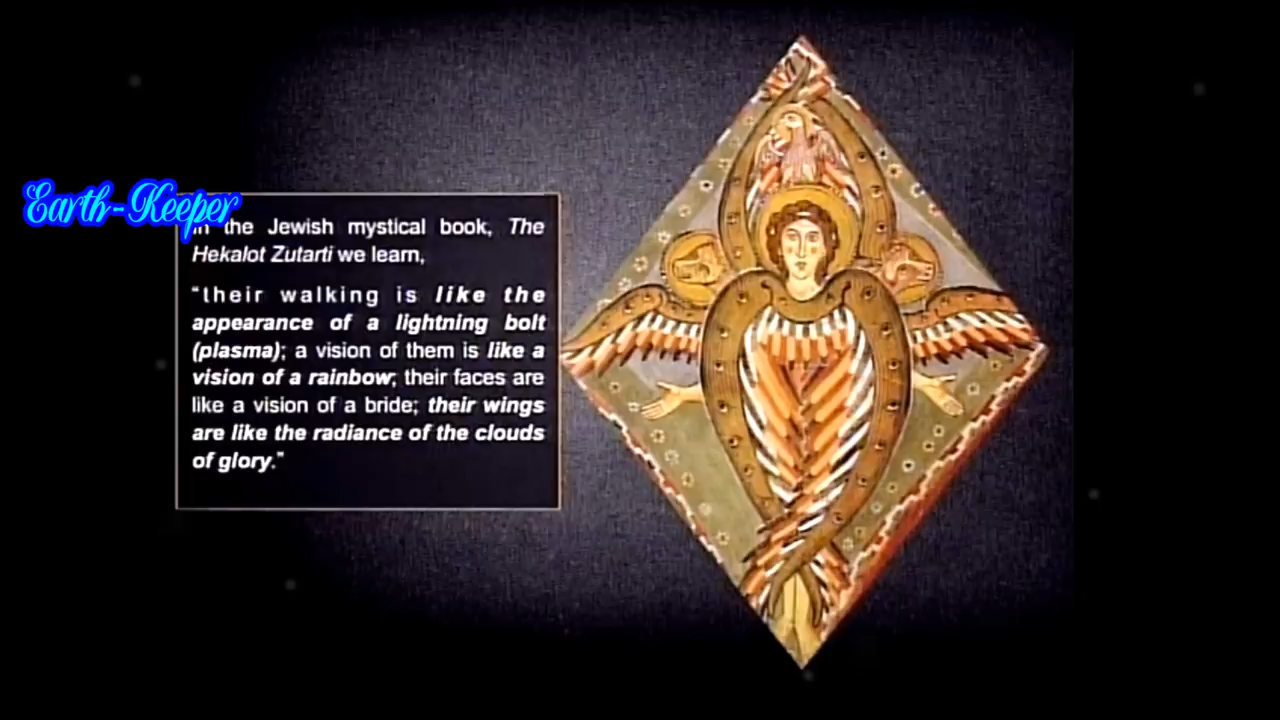 Earth-Keeper
In the Jewish mystical book, The
Hekalot Zutarti we learn,
“their walking is like the
appearance of a lightning bolt
(plasma); a vision of them is like a
vision of a rainbow; their faces are
like a vision of a bride; their wings
are like the radiance of the clouds
of glory.”